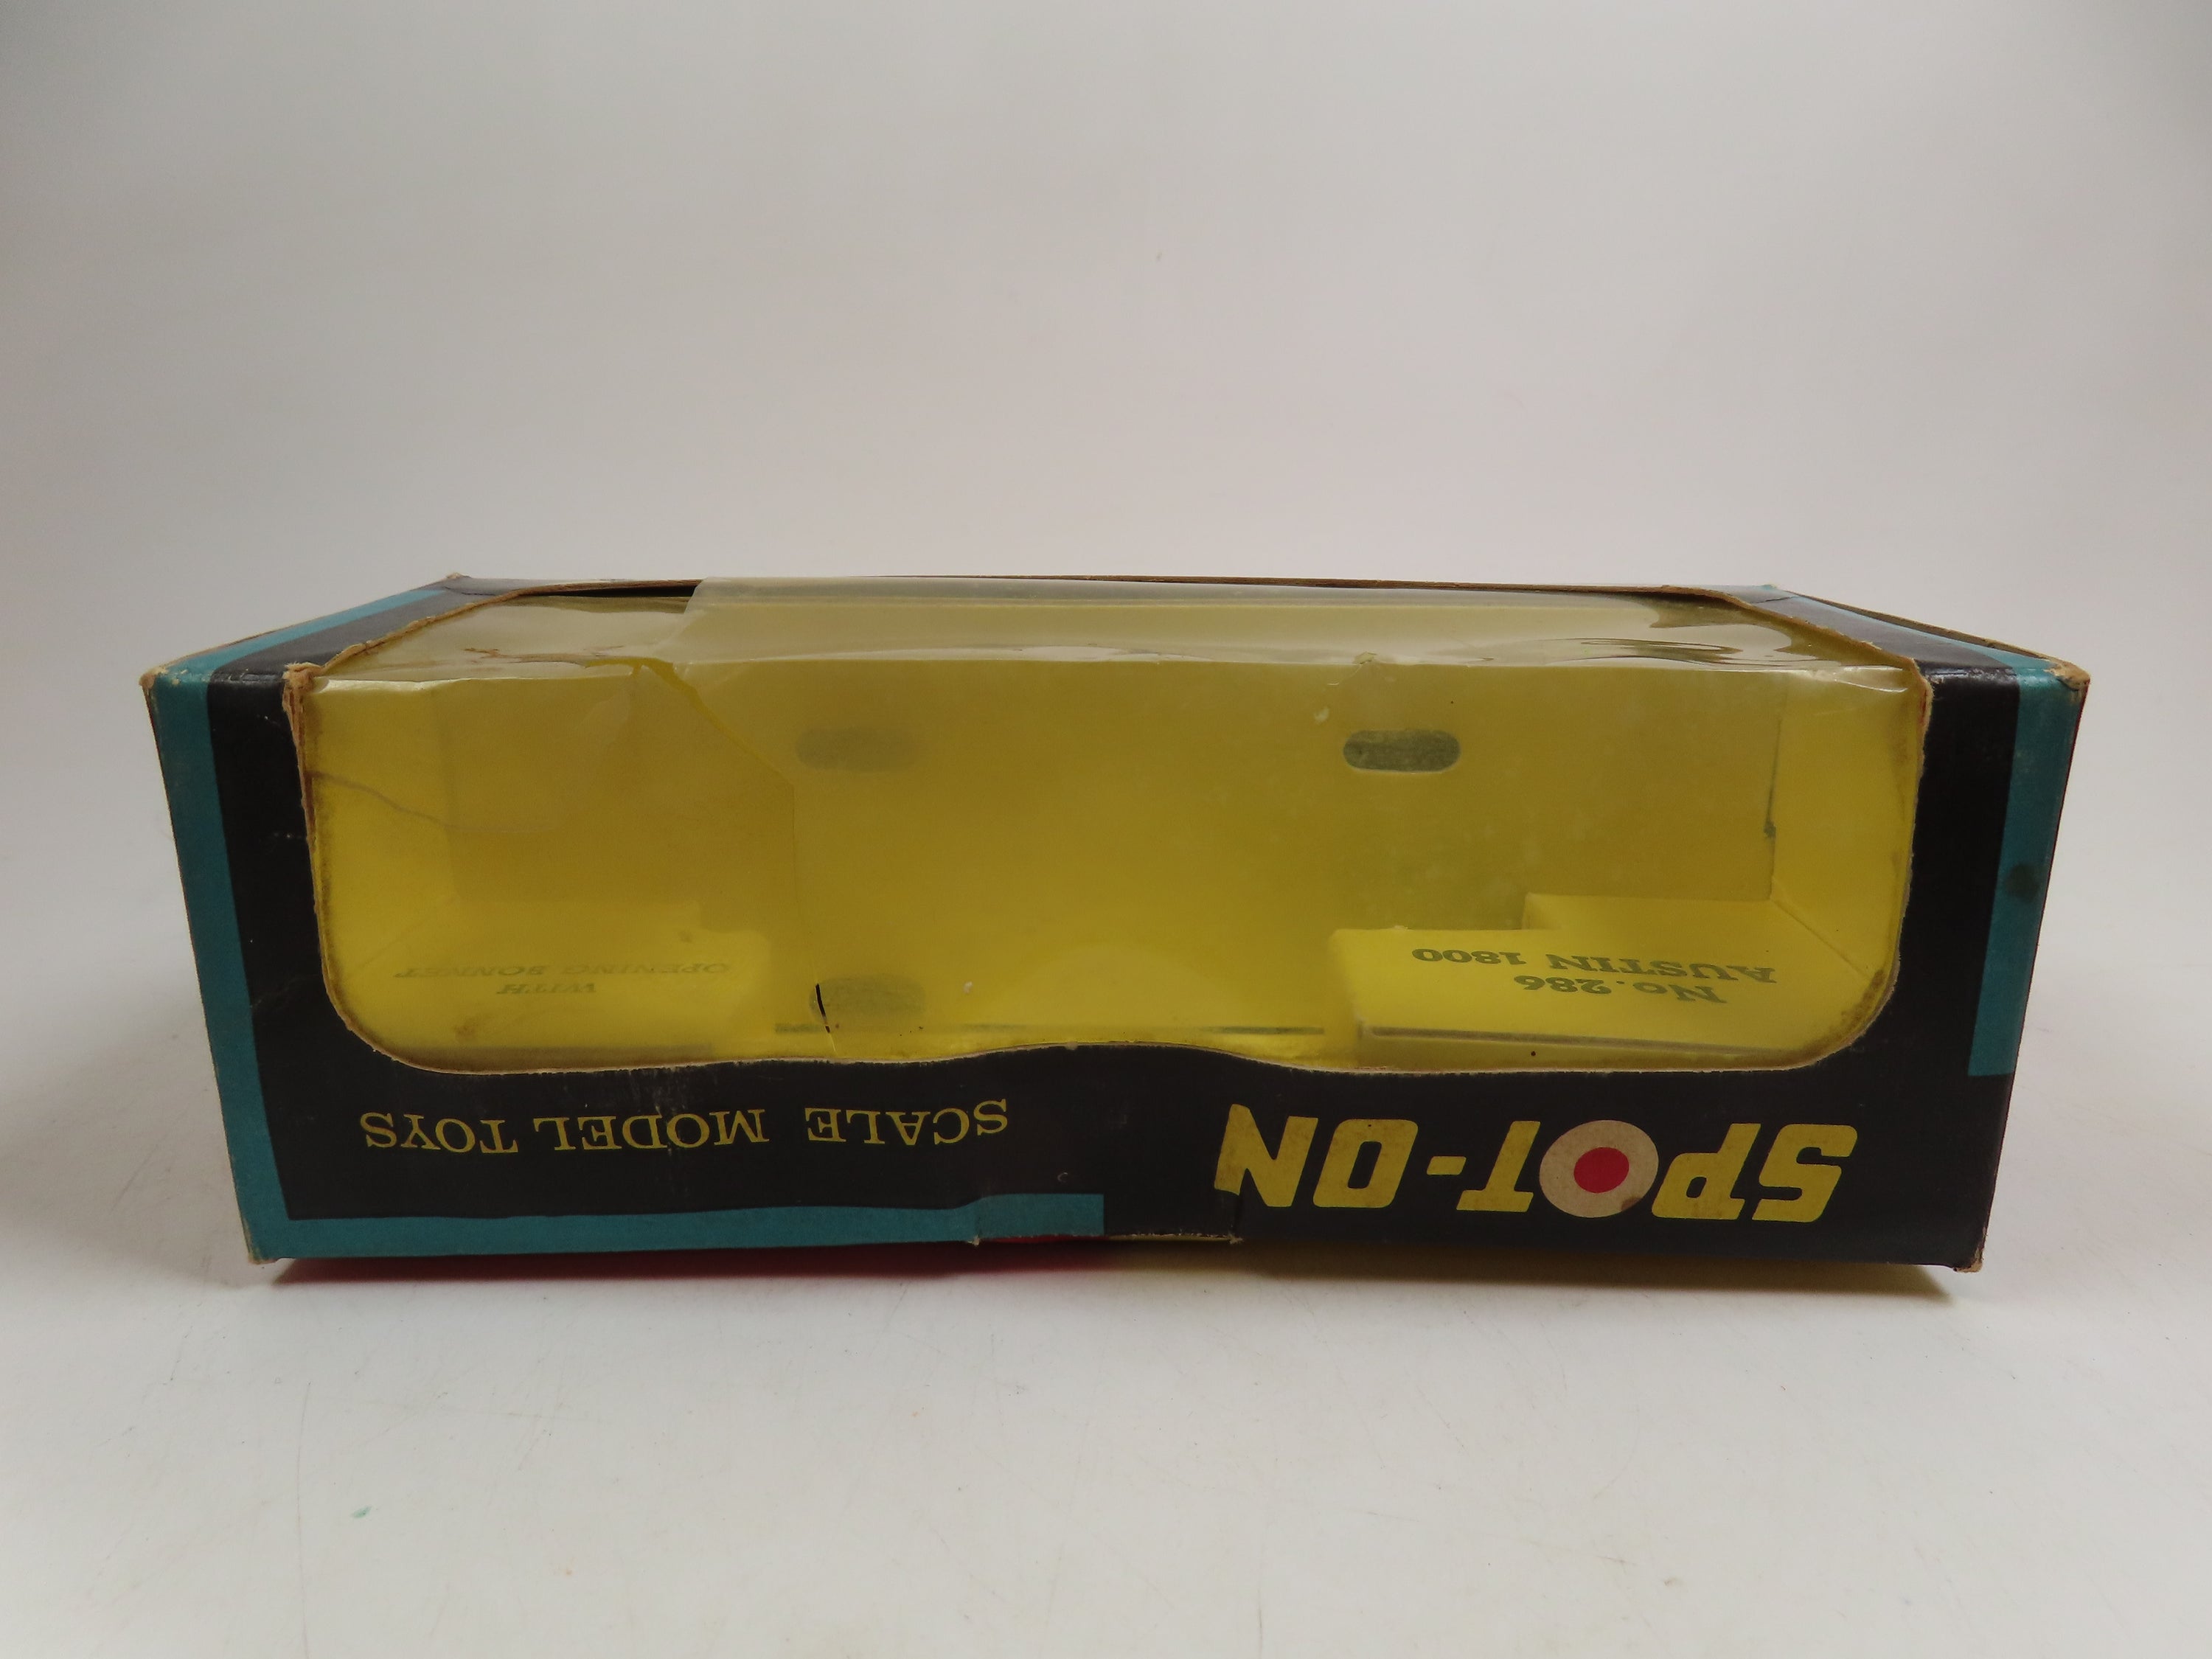 SPOT-ON
SCALE MODEL TOYS
No. 286
AUSTIN 1800
WITH
OPENING BONNET